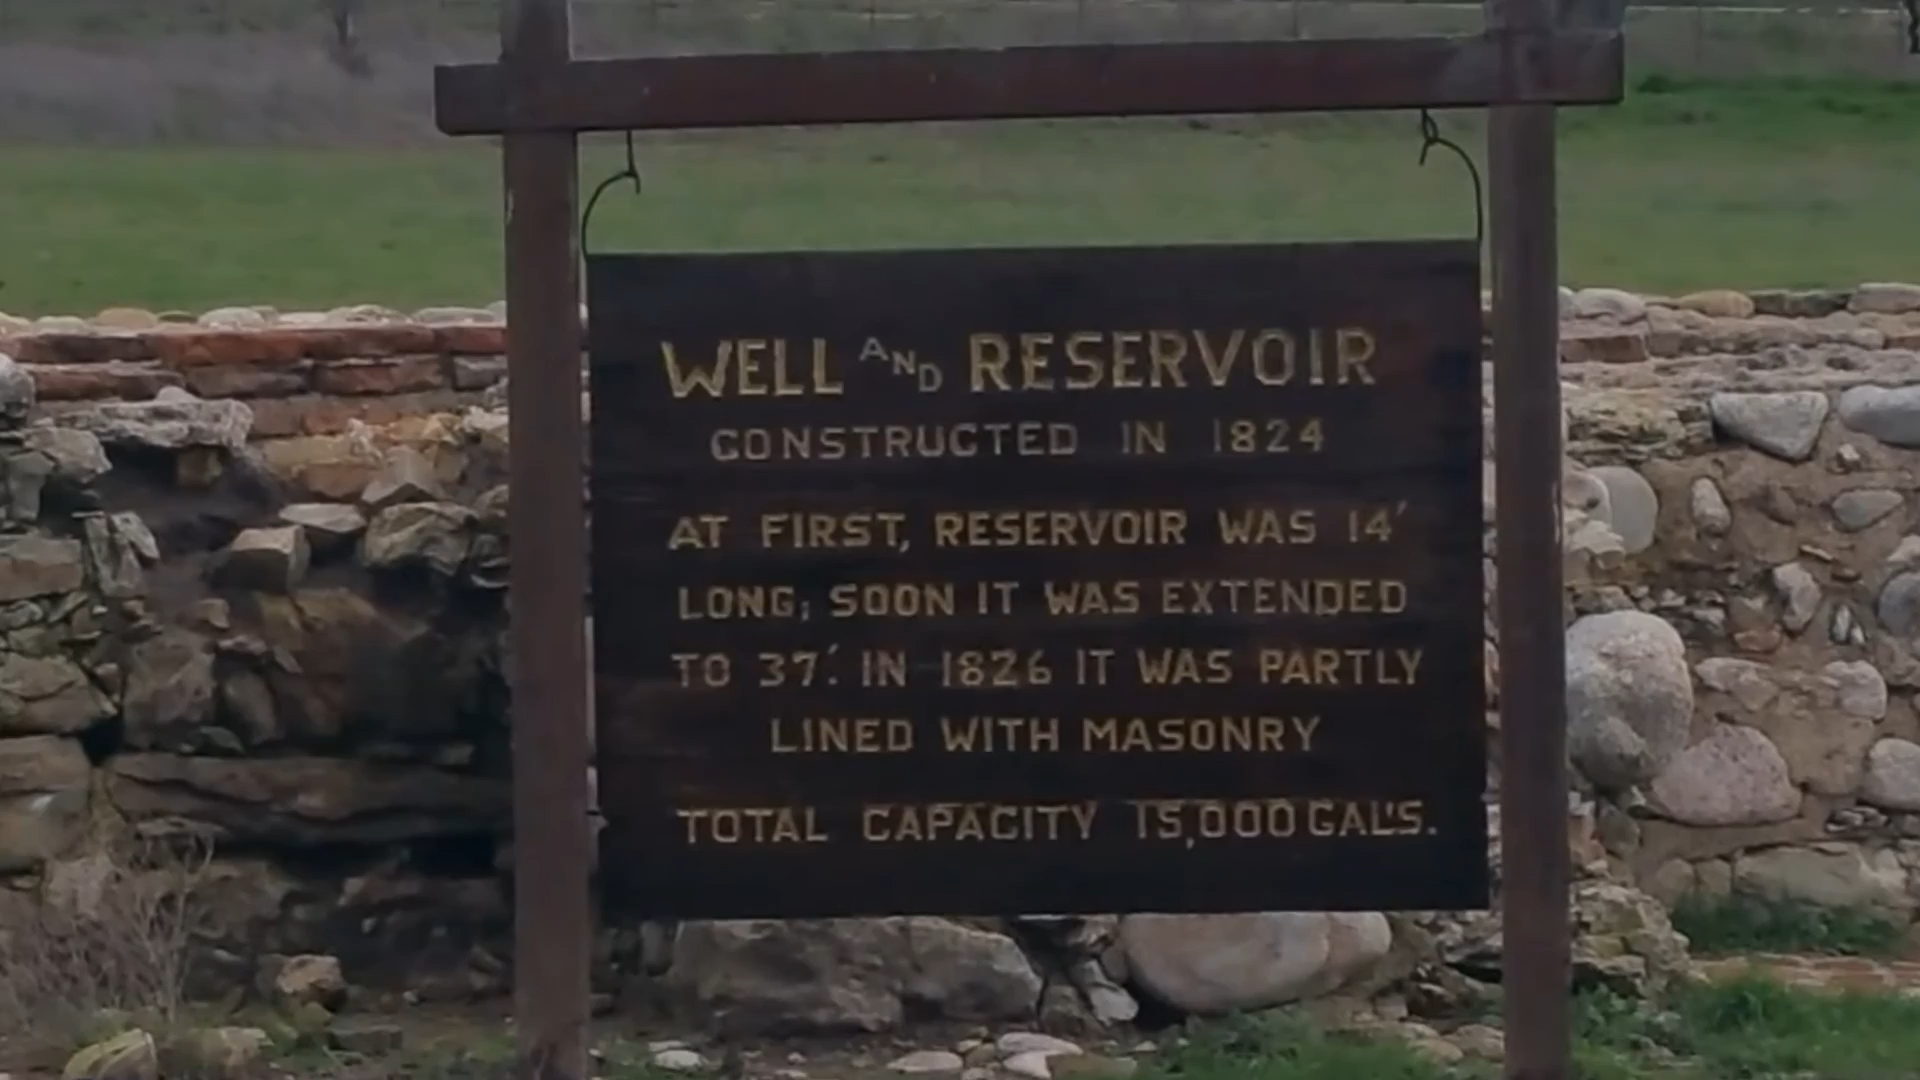 WELL AND RESERVOIR
CONSTRUCTED IN 1824
AT FIRST, RESERVOIR WAS 14'
LONG; SOON IT WAS EXTENDED
TO 37'. IN 1826 IT WAS PARTLY
LINED WITH MASONRY
TOTAL CAPACITY 15,000 GAL'S.